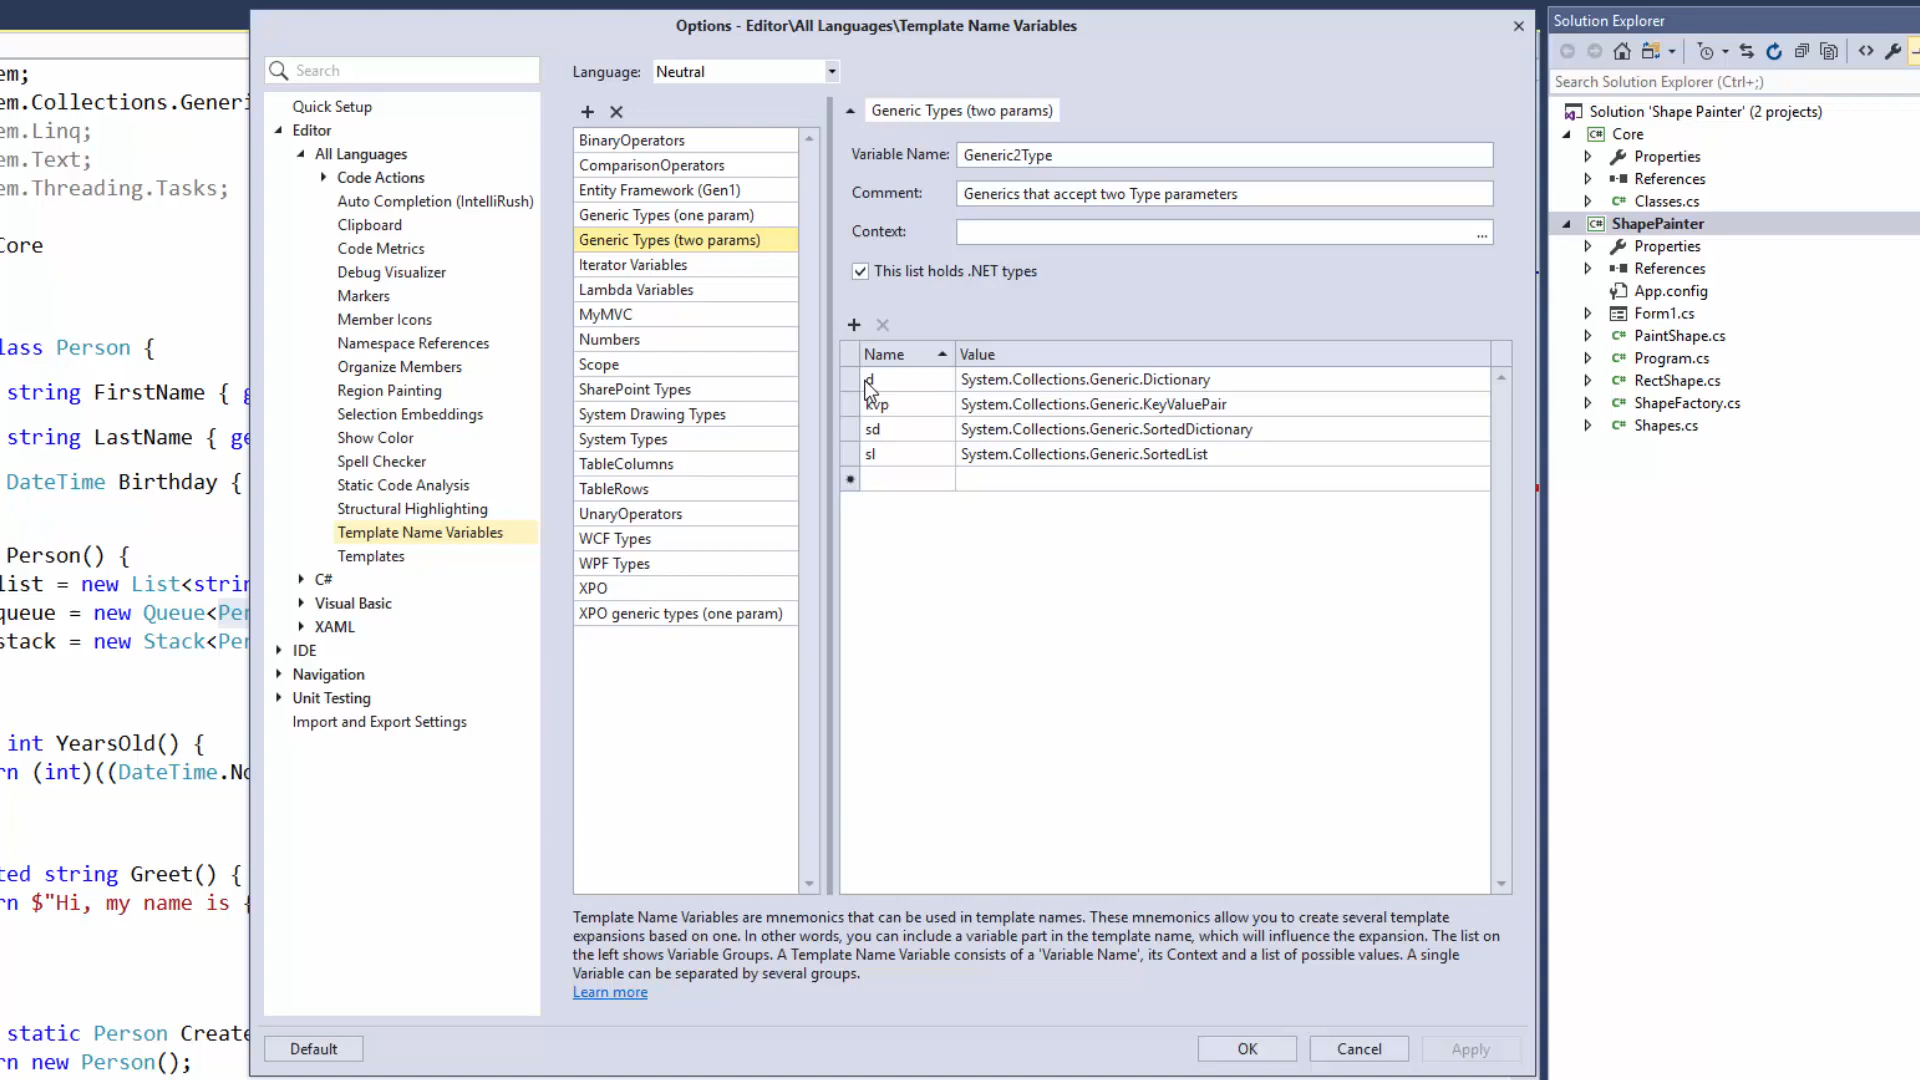 Options - Editor\All Languages\Template Name Variables
Solution Explorer
Search
Language:
Neutral
Search Solution Explorer (Ctrl+;)
Quick Setup
Editor
All Languages
Code Actions
Auto Completion (IntelliRush)
Clipboard
Code Metrics
Debug Visualizer
Markers
Member Icons
Namespace References
Organize Members
Region Painting
Selection Embeddings
Show Color
Spell Checker
Static Code Analysis
Structural Highlighting
Template Name Variables
Templates
C#
Visual Basic
XAML
IDE
Navigation
Unit Testing
Import and Export Settings
BinaryOperators
ComparisonOperators
Entity Framework (Gen1)
Generic Types (one param)
Generic Types (two params)
Iterator Variables
Lambda Variables
MyMVC
Numbers
Scope
SharePoint Types
System Drawing Types
System Types
TableColumns
TableRows
UnaryOperators
WCF Types
WPF Types
XPO
XPO generic types (one param)
Generic Types (two params)
Variable Name: Generic2Type
Comment: Generics that accept two Type parameters
Context: ...
This list holds .NET types
Name Value
d System.Collections.Generic.Dictionary
kvp System.Collections.Generic.KeyValuePair
sd System.Collections.Generic.SortedDictionary
sl System.Collections.Generic.SortedList
Template Name Variables are mnemonics that can be used in template names. These mnemonics allow you to create several template
expansions based on one. In other words, you can include a variable part in the template name, which will influence the expansion. The list on
the left shows Variable Groups. A Template Name Variable consists of a 'Variable Name', its Context and a list of possible values. A single
Variable can be separated by several groups.
Learn more
Default
OK
Cancel
Apply
Solution 'Shape Painter' (2 projects)
C# Core
Properties
References
C# Classes.cs
C# ShapePainter
Properties
References
App.config
Form1.cs
C# PaintShape.cs
C# Program.cs
C# RectShape.cs
C# ShapeFactory.cs
C# Shapes.cs
em;
em.Collections.Generi
em.Linq;
em.Text;
em.Threading.Tasks;
Core
lass Person {
string FirstName { g
string LastName { ge
DateTime Birthday {
Person() {
list = new List<strin
queue = new Queue<Per
stack = new Stack<Per
int YearsOld() {
rn (int)((DateTime.No
ted string Greet() {
rn $"Hi, my name is {
static Person Create
rn new Person();